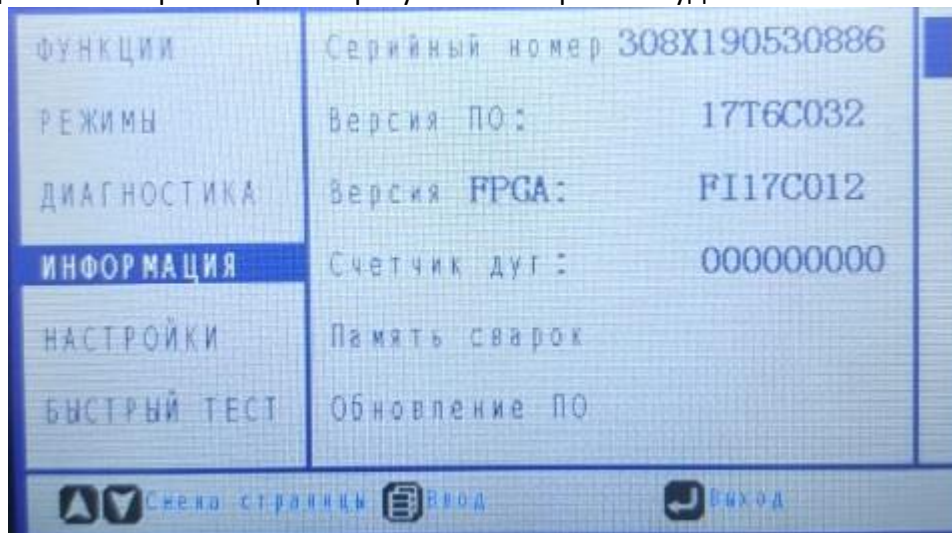 ФУНКЦИИ
Серийный номер 308X190530886
РЕЖИМЫ
Версия ПО: 17T6C032
ДИАГНОСТИКА
Версия FPGA: FI17C012
ИНФОРМАЦИЯ
Счетчик дуг: 000000000
НАСТРОЙКИ
Память сварок
БЫСТРЫЙ ТЕСТ
Обновление ПО
Смена страницы Ввод Выход